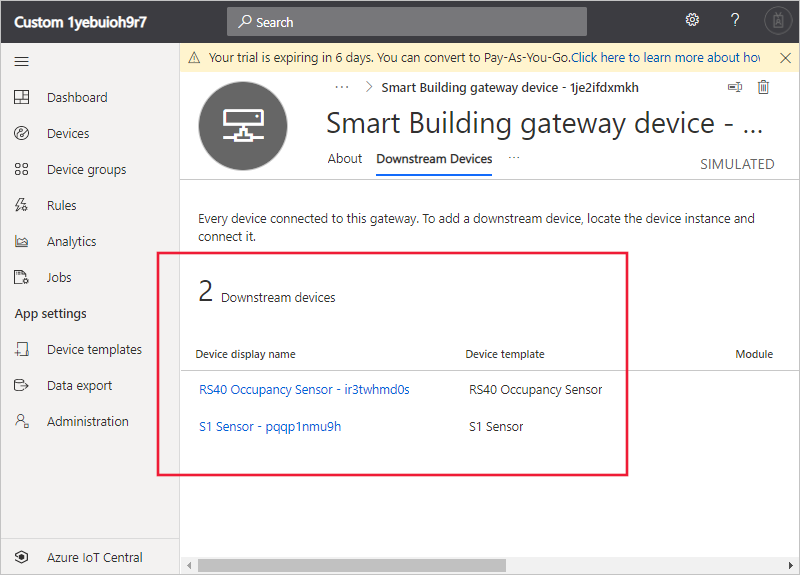 Custom 1yebuioh9r7
Search
?
Your trial is expiring in 6 days. You can convert to Pay-As-You-Go.Click here to learn more about
Dashboard
Devices
Device groups
Rules
Analytics
Jobs
App settings
Device templates
Data export
Administration
Azure IoT Central
... > Smart Building gateway device - 1je2ifdxmkh
Smart Building gateway device - ...
About Downstream Devices ...
SIMULATED
Every device connected to this gateway. To add a downstream device, locate the device instance and
connect it.
2 Downstream devices
Device display name Device template Module
RS40 Occupancy Sensor - ir3twhmd0s RS40 Occupancy Sensor
S1 Sensor - pqqp1nmu9h S1 Sensor